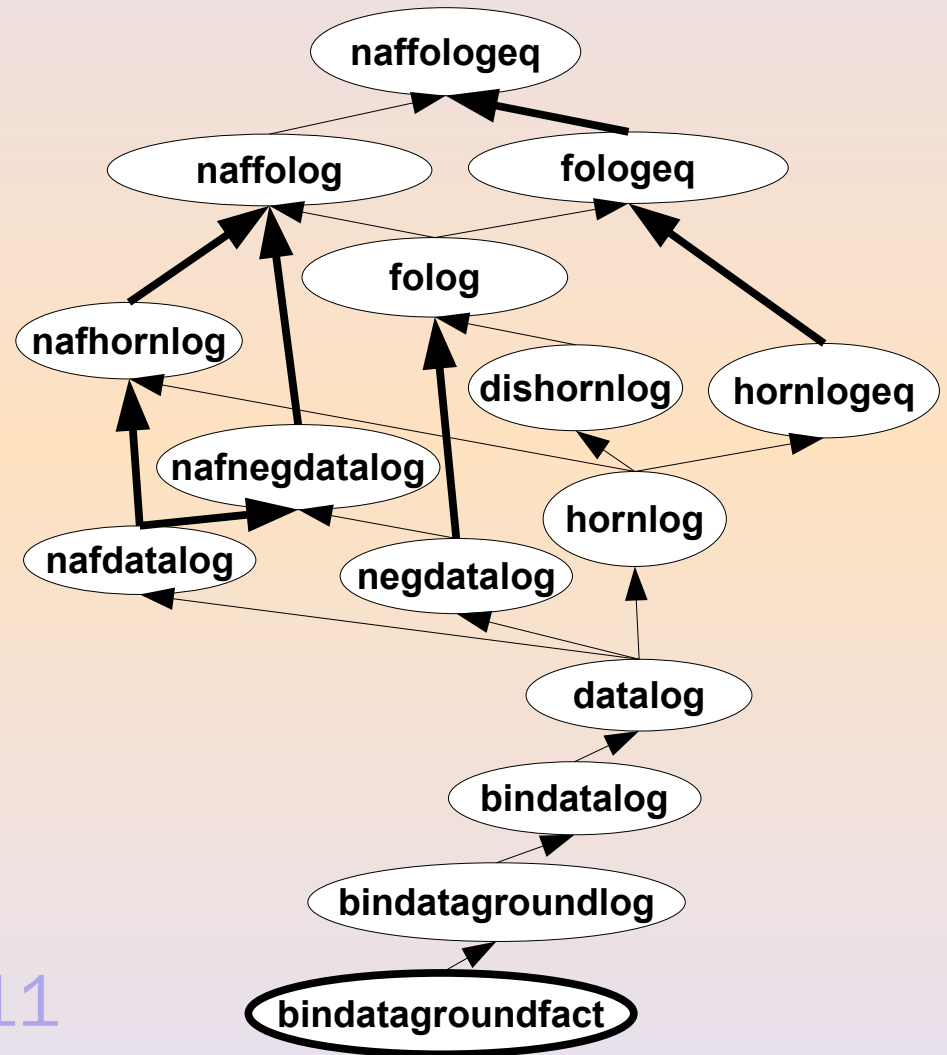 naffologeq
naffolog
fologeq
folog
nafhornlog
dishornlog
hornlogeq
nafnegdatalog
hornlog
nafdatalog
negdatalog
datalog
bindatalog
bindatagroundlog
11
bindatagroundfact